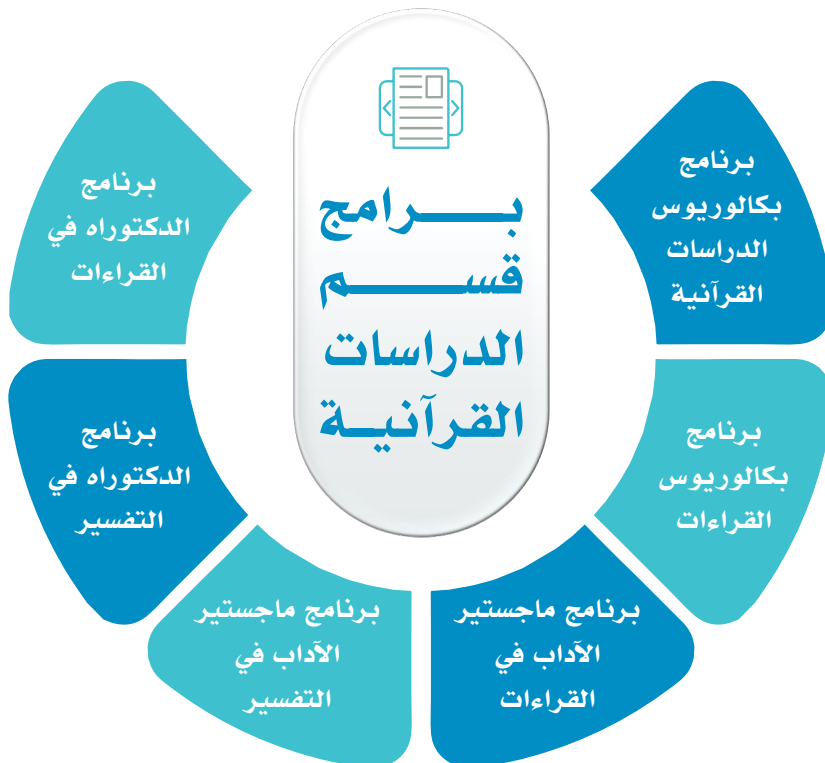 برامج
قسم
الدراسات
القرآنية
برنامج
بكالوريوس
الدراسات
القرآنية
برنامج
بكالوريوس
القراءات
برنامج ماجستير
الآداب في
القراءات
برنامج ماجستير
الآداب في
التفسير
برنامج
الدكتوراه في
التفسير
برنامج
الدكتوراه في
القراءات